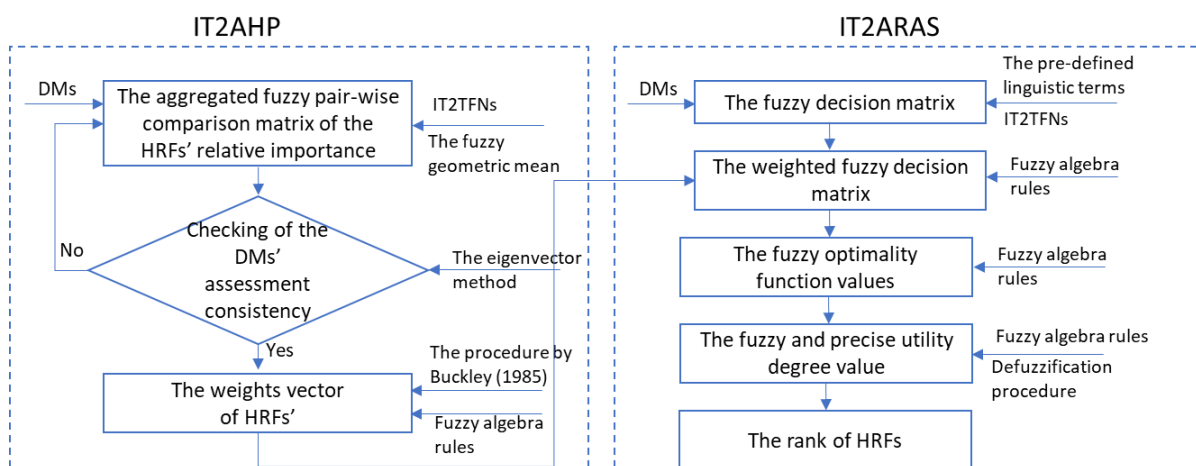 IT2AHP
DMs
The aggregated fuzzy pair-wise
comparison matrix of the
HRFs' relative importance
IT2TFNs
The fuzzy
geometric mean
No
Checking of the
DMs'
assessment
consistency
The eigenvector
method
Yes
The weights vector
of HRFs'
The procedure by
Buckley (1985)
Fuzzy algebra
rules
IT2ARAS
DMs
The fuzzy decision matrix
The pre-defined
linguistic terms
IT2TFNs
The weighted fuzzy decision
matrix
Fuzzy algebra
rules
The fuzzy optimality
function values
Fuzzy algebra
rules
The fuzzy and precise utility
degree value
Fuzzy algebra rules
Defuzzification
procedure
The rank of HRFs